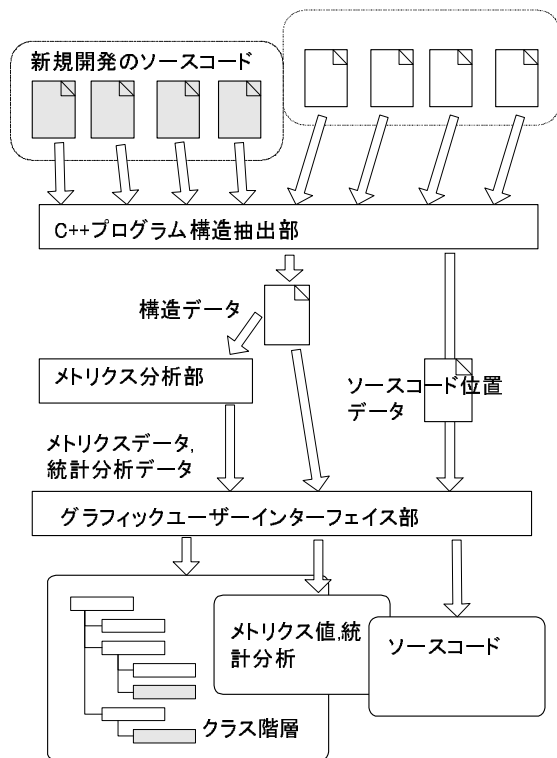 新規開発のソースコード
C++プログラム構造抽出部
構造データ
メトリクス分析部
ソースコード位置
データ
メトリクスデータ,
統計分析データ
グラフィックユーザーインターフェイス部
メトリクス値,統
計分析
ソースコード
クラス階層